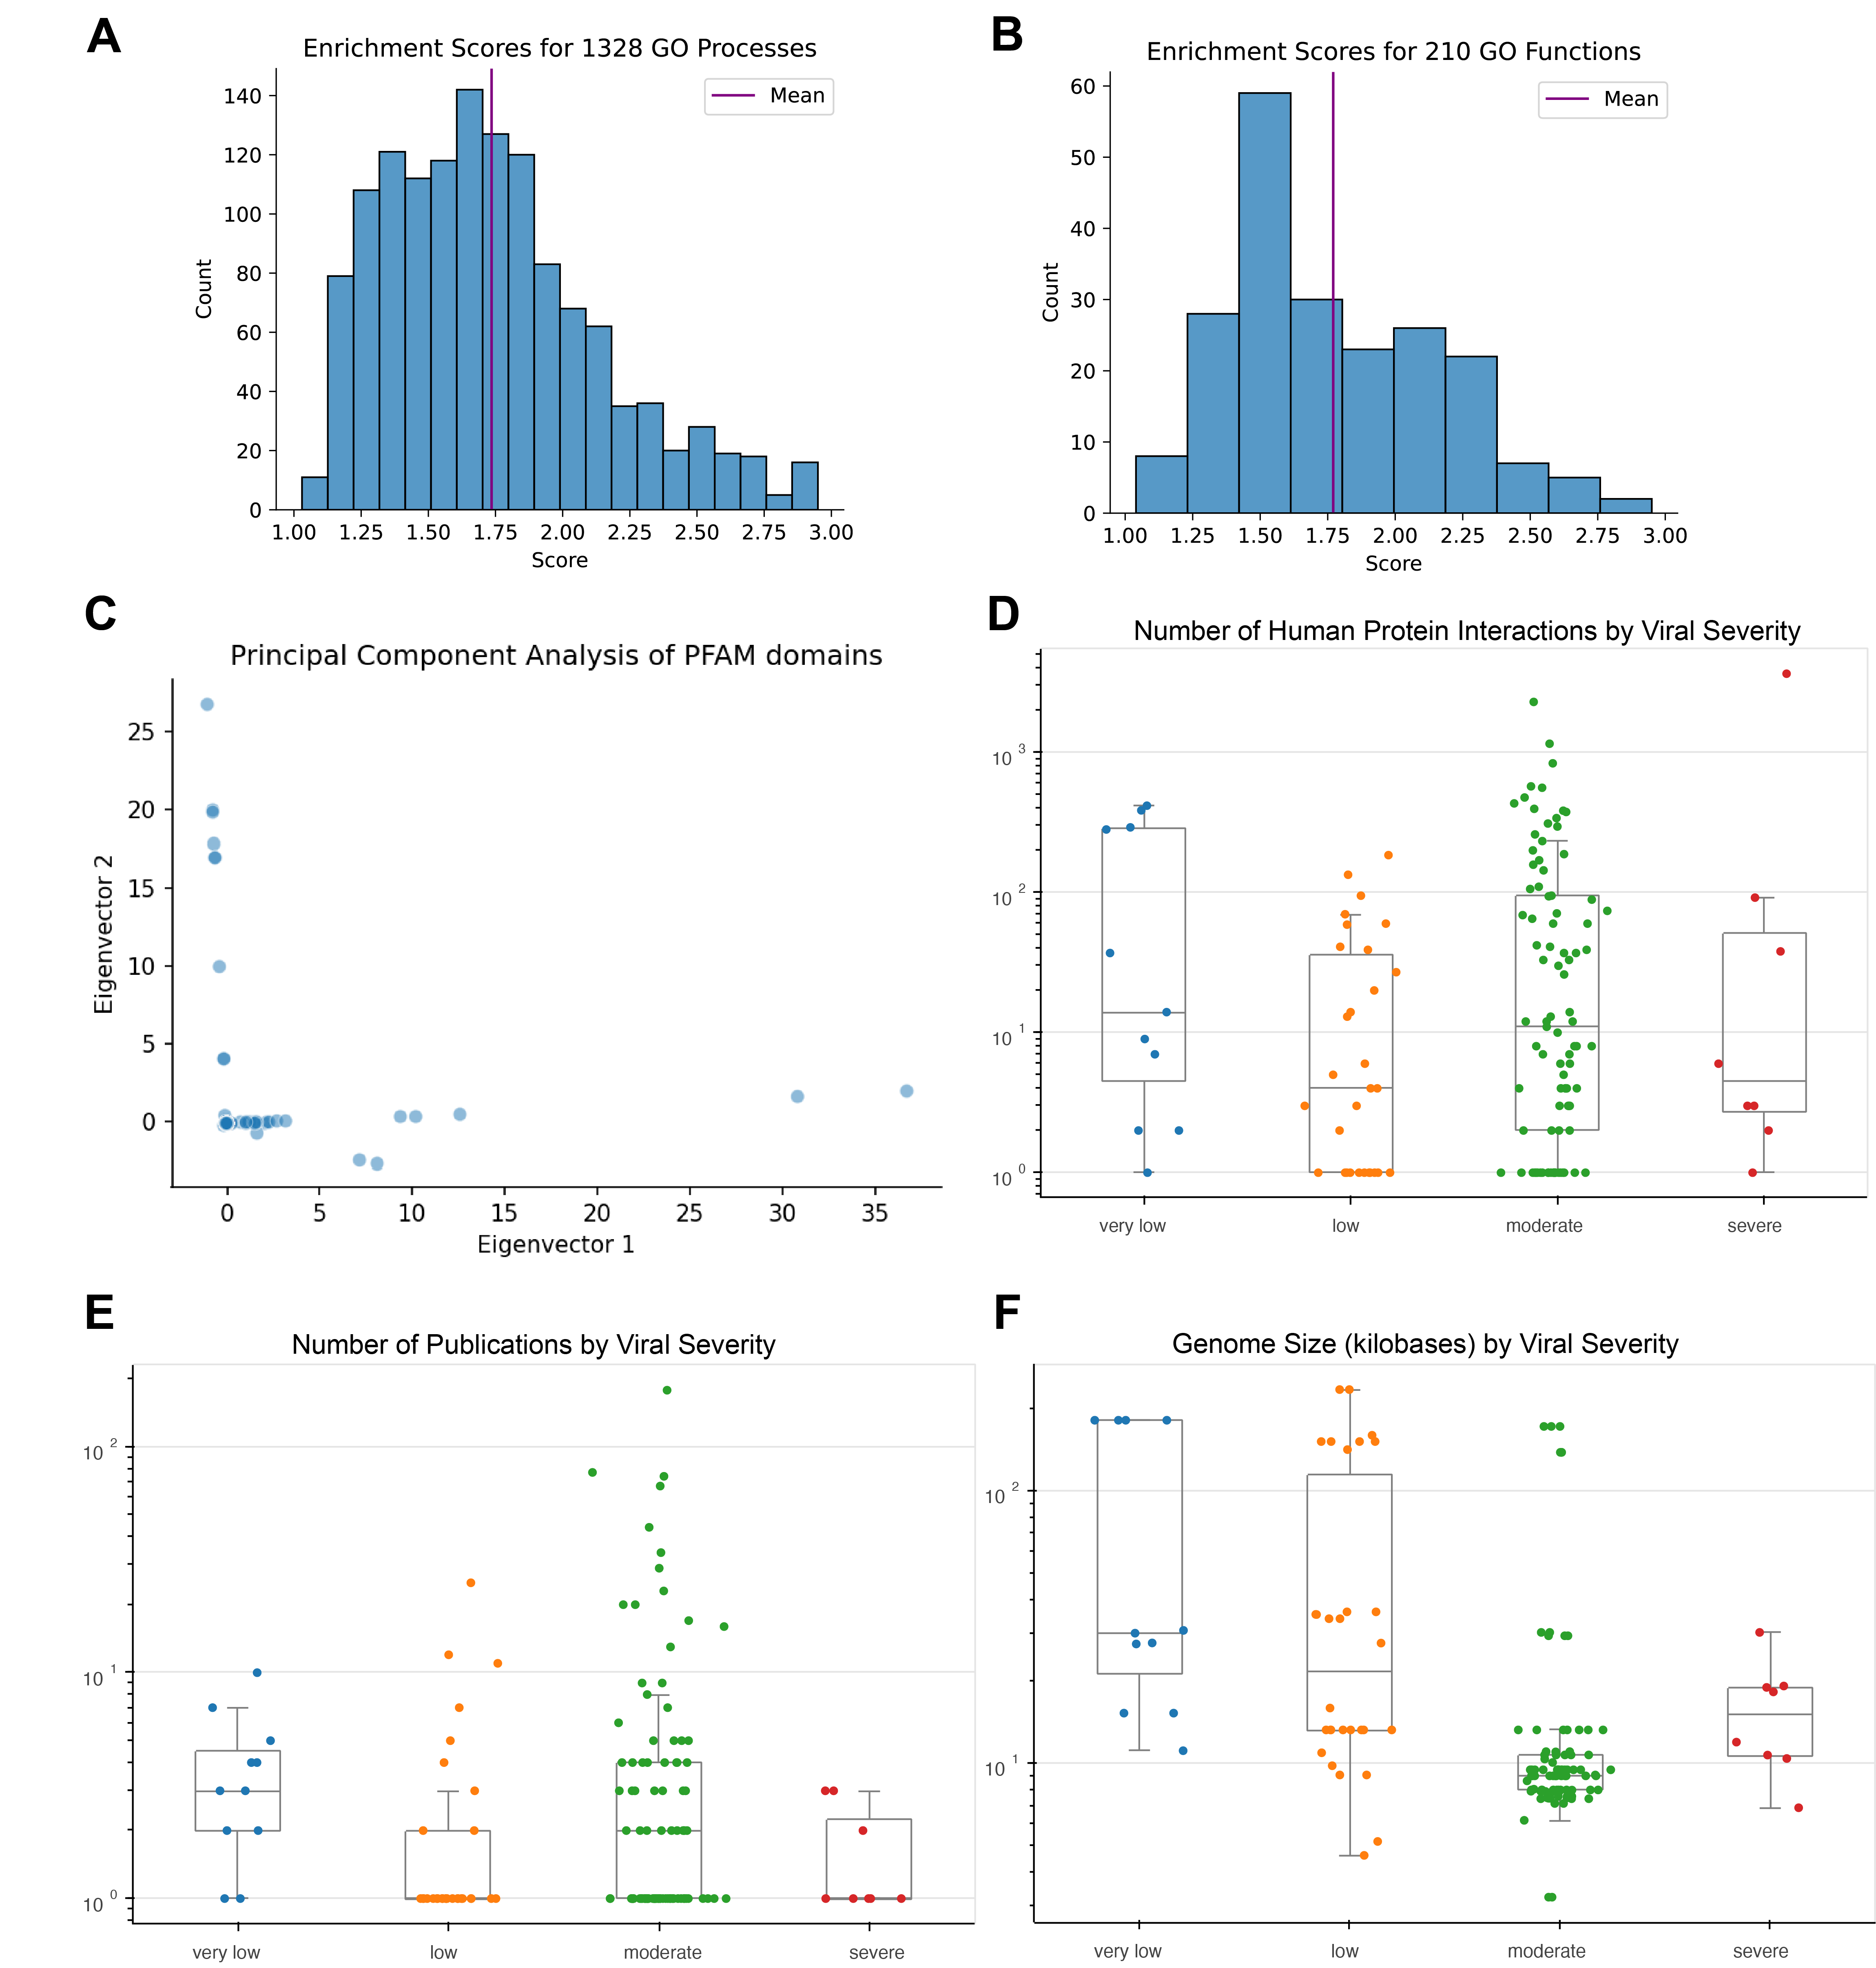 A
Enrichment Scores for 1328 GO Processes
Mean
140
120
100
80
60
40
20
0
Count
1.00 1.25 1.50 1.75 2.00 2.25 2.50 2.75 3.00
Score
B
Enrichment Scores for 210 GO Functions
Mean
60
50
40
30
20
10
0
Count
1.00 1.25 1.50 1.75 2.00 2.25 2.50 2.75 3.00
Score
C
Principal Component Analysis of PFAM domains
25
20
15
10
5
0
Eigenvector 2
0 5 10 15 20 25 30 35
Eigenvector 1
D
Number of Human Protein Interactions by Viral Severity
10 3
10 2
10 1
10 0
very low low moderate severe
E
Number of Publications by Viral Severity
10 2
10 1
10 0
very low low moderate severe
F
Genome Size (kilobases) by Viral Severity
10 2
10 1
very low low moderate severe